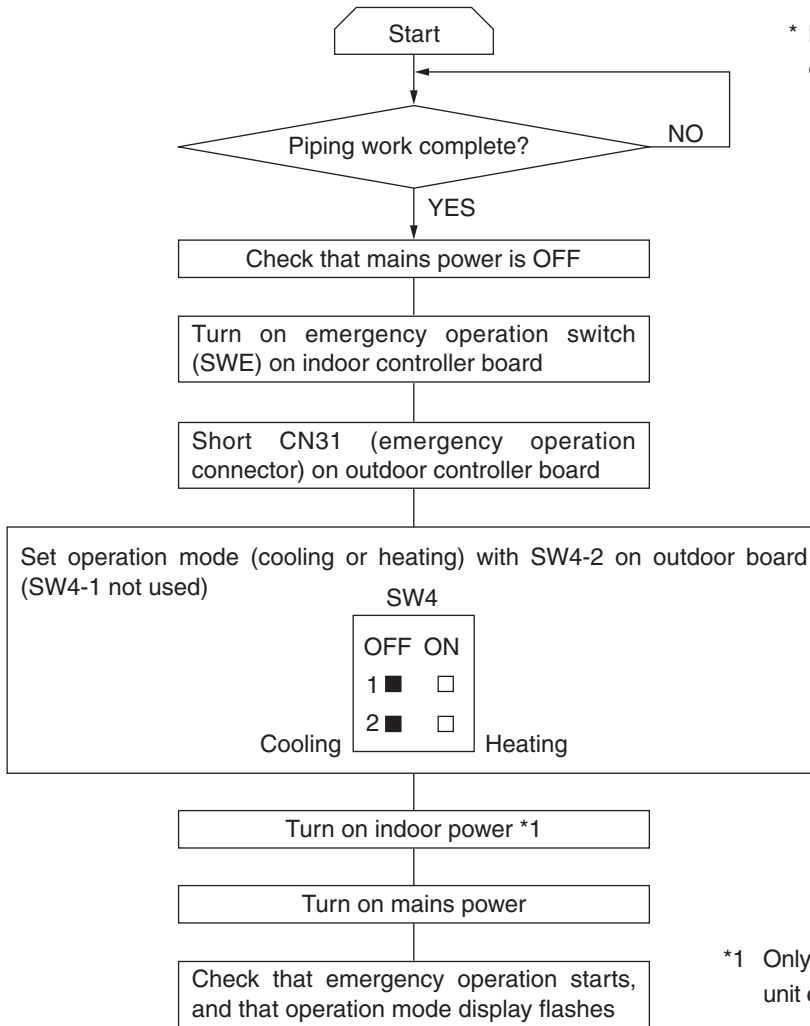 Start
*
Piping work complete?
NO
YES
Check that mains power is OFF
Turn on emergency operation switch
(SWE) on indoor controller board
Short CN31 (emergency operation
connector) on outdoor controller board
Set operation mode (cooling or heating) with SW4-2 on outdoor board
(SW4-1 not used)
SW4
OFF ON
1
2
Cooling
Heating
Turn on indoor power *1
Turn on mains power
Check that emergency operation starts,
and that operation mode display flashes
*1 Only
unit